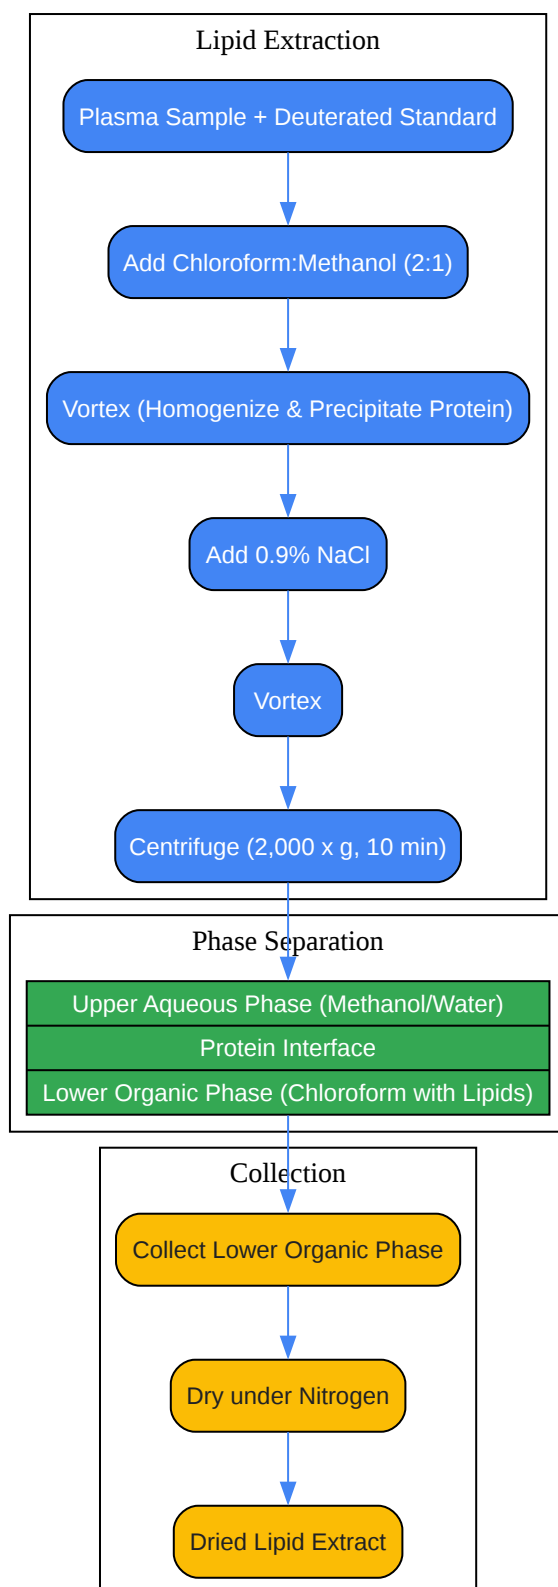 Lipid Extraction
Plasma Sample + Deuterated Standard
Add Chloroform:Methanol (2:1)
Vortex (Homogenize & Precipitate Protein)
Add 0.9% NaCl
Vortex
Centrifuge (2,000 x g, 10 min)
Phase Separation
Upper Aqueous Phase (Methanol/Water)
Protein Interface
Lower Organic Phase (Chloroform with Lipids)
Collection
Collect Lower Organic Phase
Dry under Nitrogen
Dried Lipid Extract